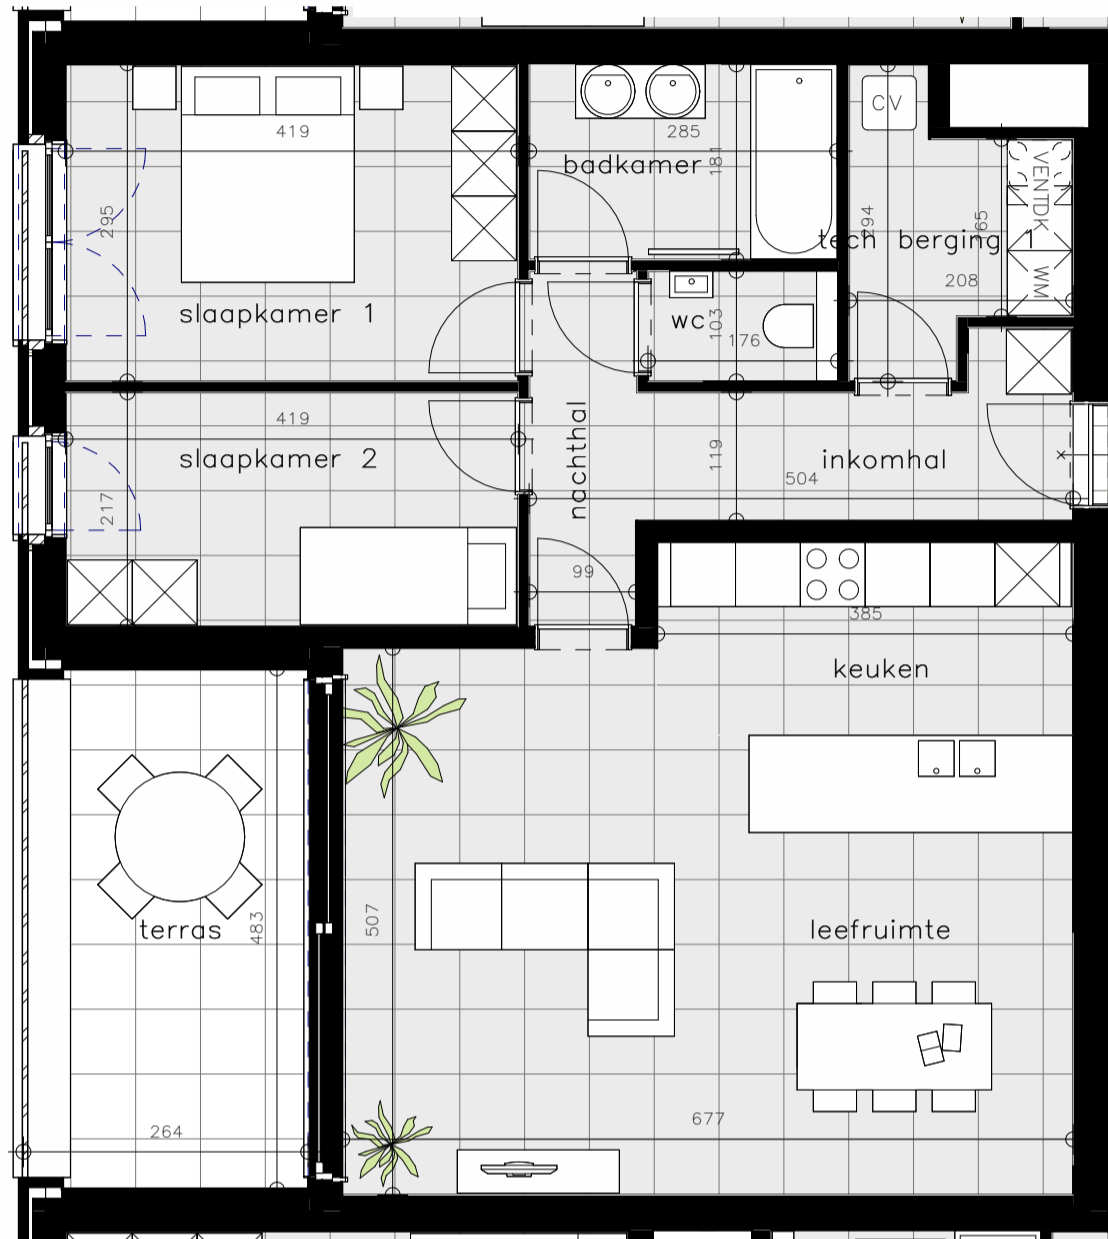 CV
419
285
badkamer
181
VENTDK
295
294
165
tech berging 1
208
WM
slaapkamer 1
WC
103
176
419
slaapkamer 2
nachthal
119
inkomhal
504
217
99
385
keuken
terras
483
507
leefruimte
264
677